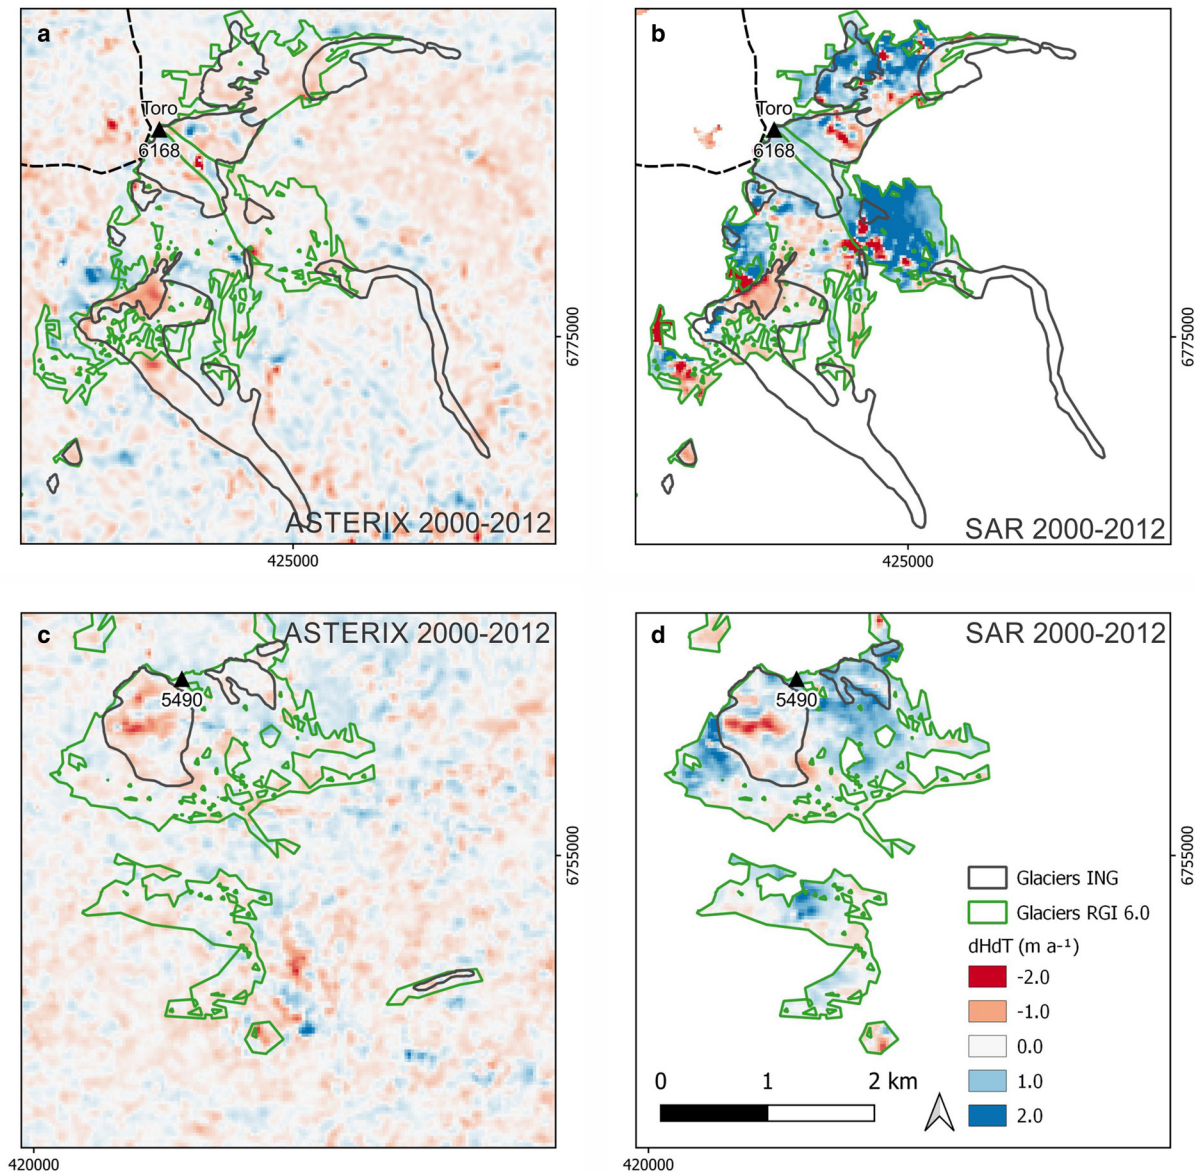 a
Toro
6168
6775000
ASTERIX 2000-2012
425000
b
Toro
6168
6775000
SAR 2000-2012
425000
c
ASTERIX 2000-2012
5490
6755000
420000
d
SAR 2000-2012
5490
6755000
Glaciers ING
Glaciers RGI 6.0
dHdT (m a-¹)
-2.0
-1.0
0.0
1.0
2.0
0 1 2 km
420000